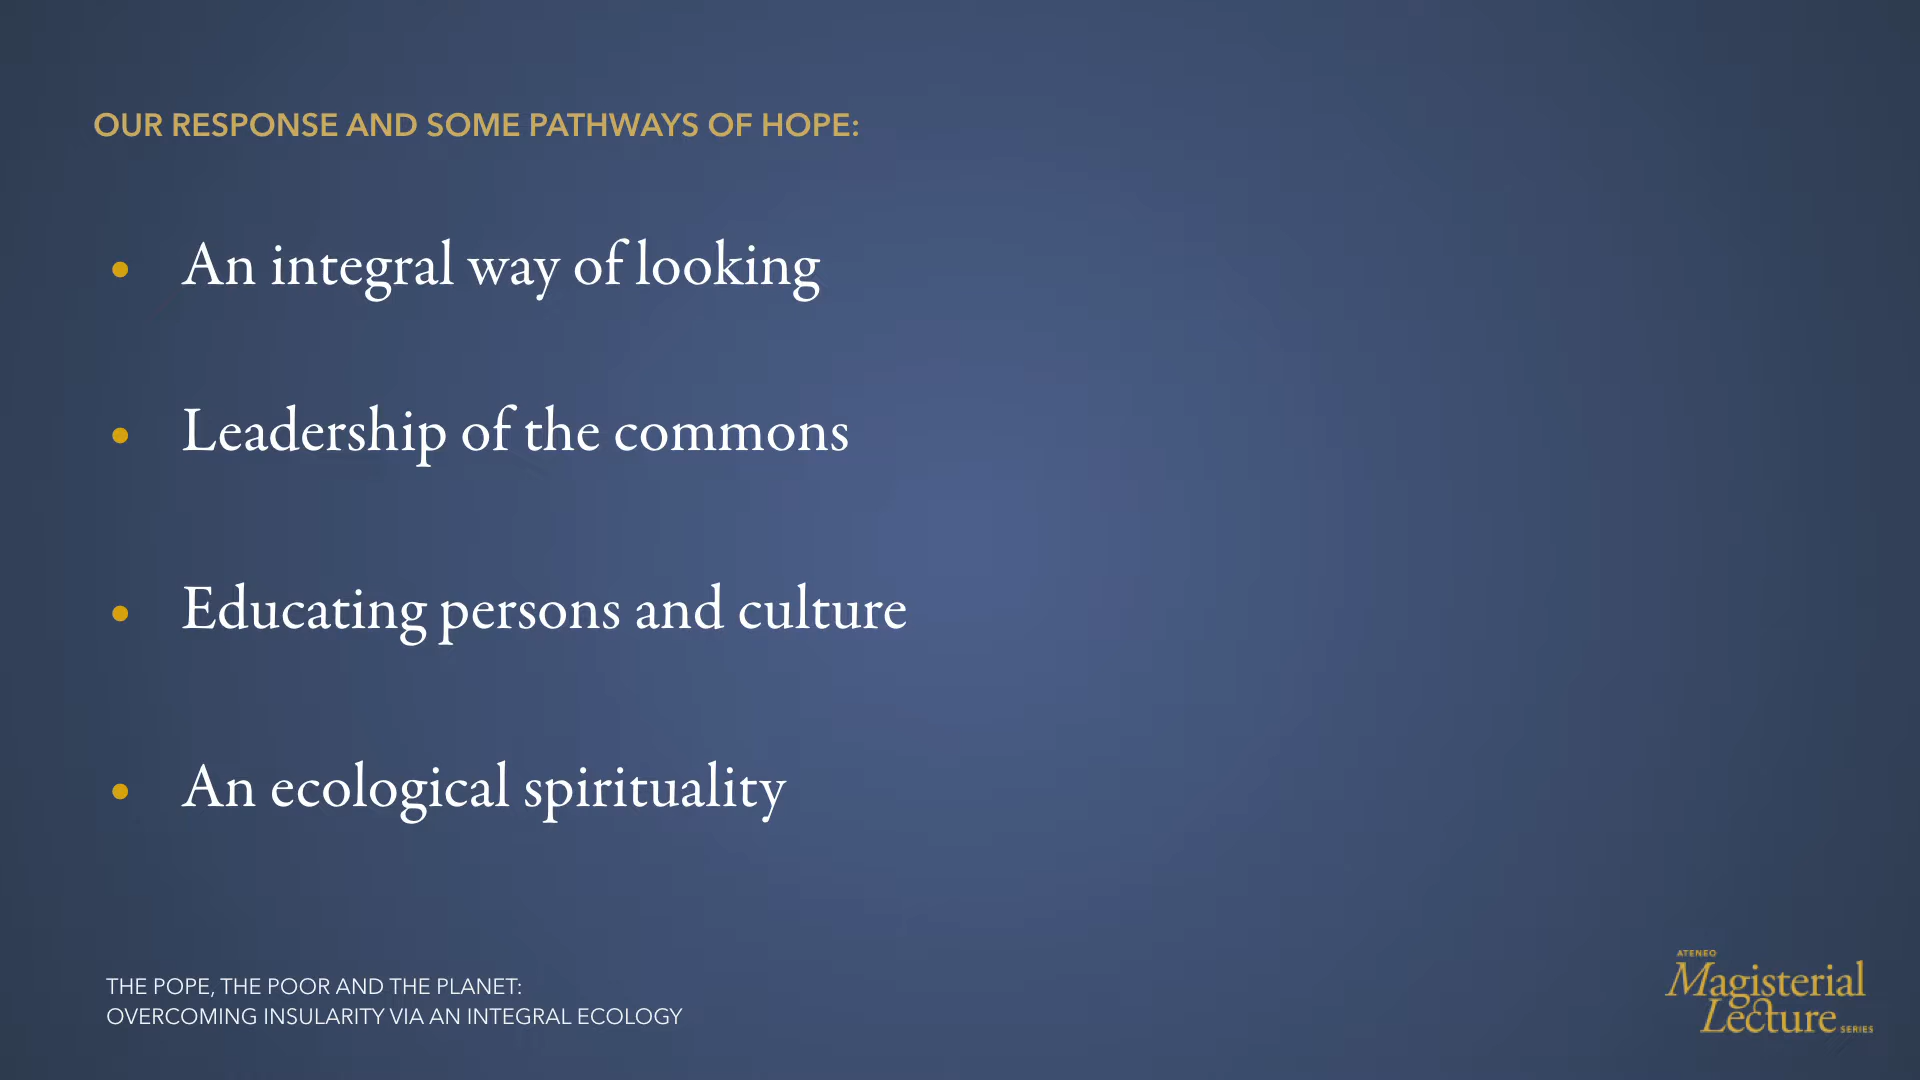 OUR RESPONSE AND SOME PATHWAYS OF HOPE:
• An integral way of looking
• Leadership of the commons
• Educating persons and culture
• An ecological spirituality
THE POPE, THE POOR AND THE PLANET:
OVERCOMING INSULARITY VIA AN INTEGRAL ECOLOGY
ATENEO
Magisterial
Lecture SERIES